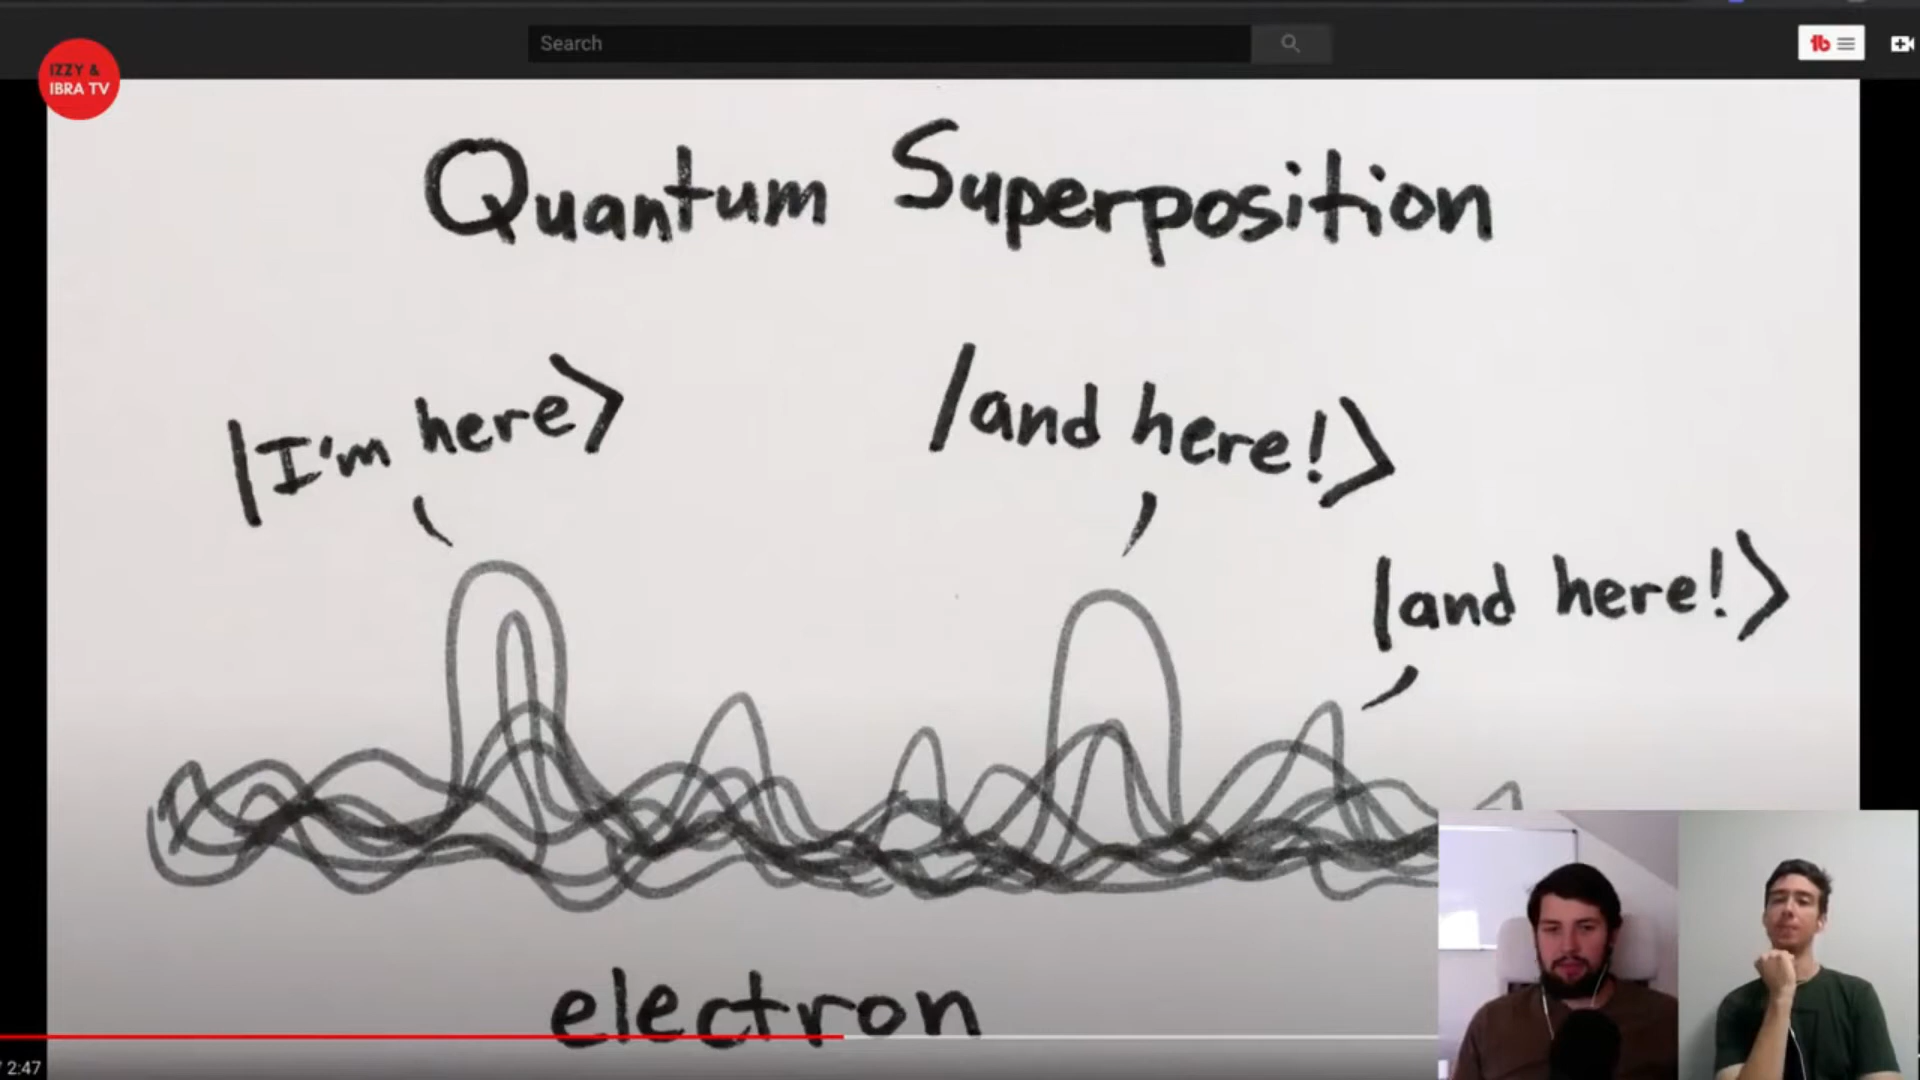 Search
IZZY &
IBRA TV
Quantum Superposition
|I'm here>
|and here!>
|and here!>
electron
/ 2:47